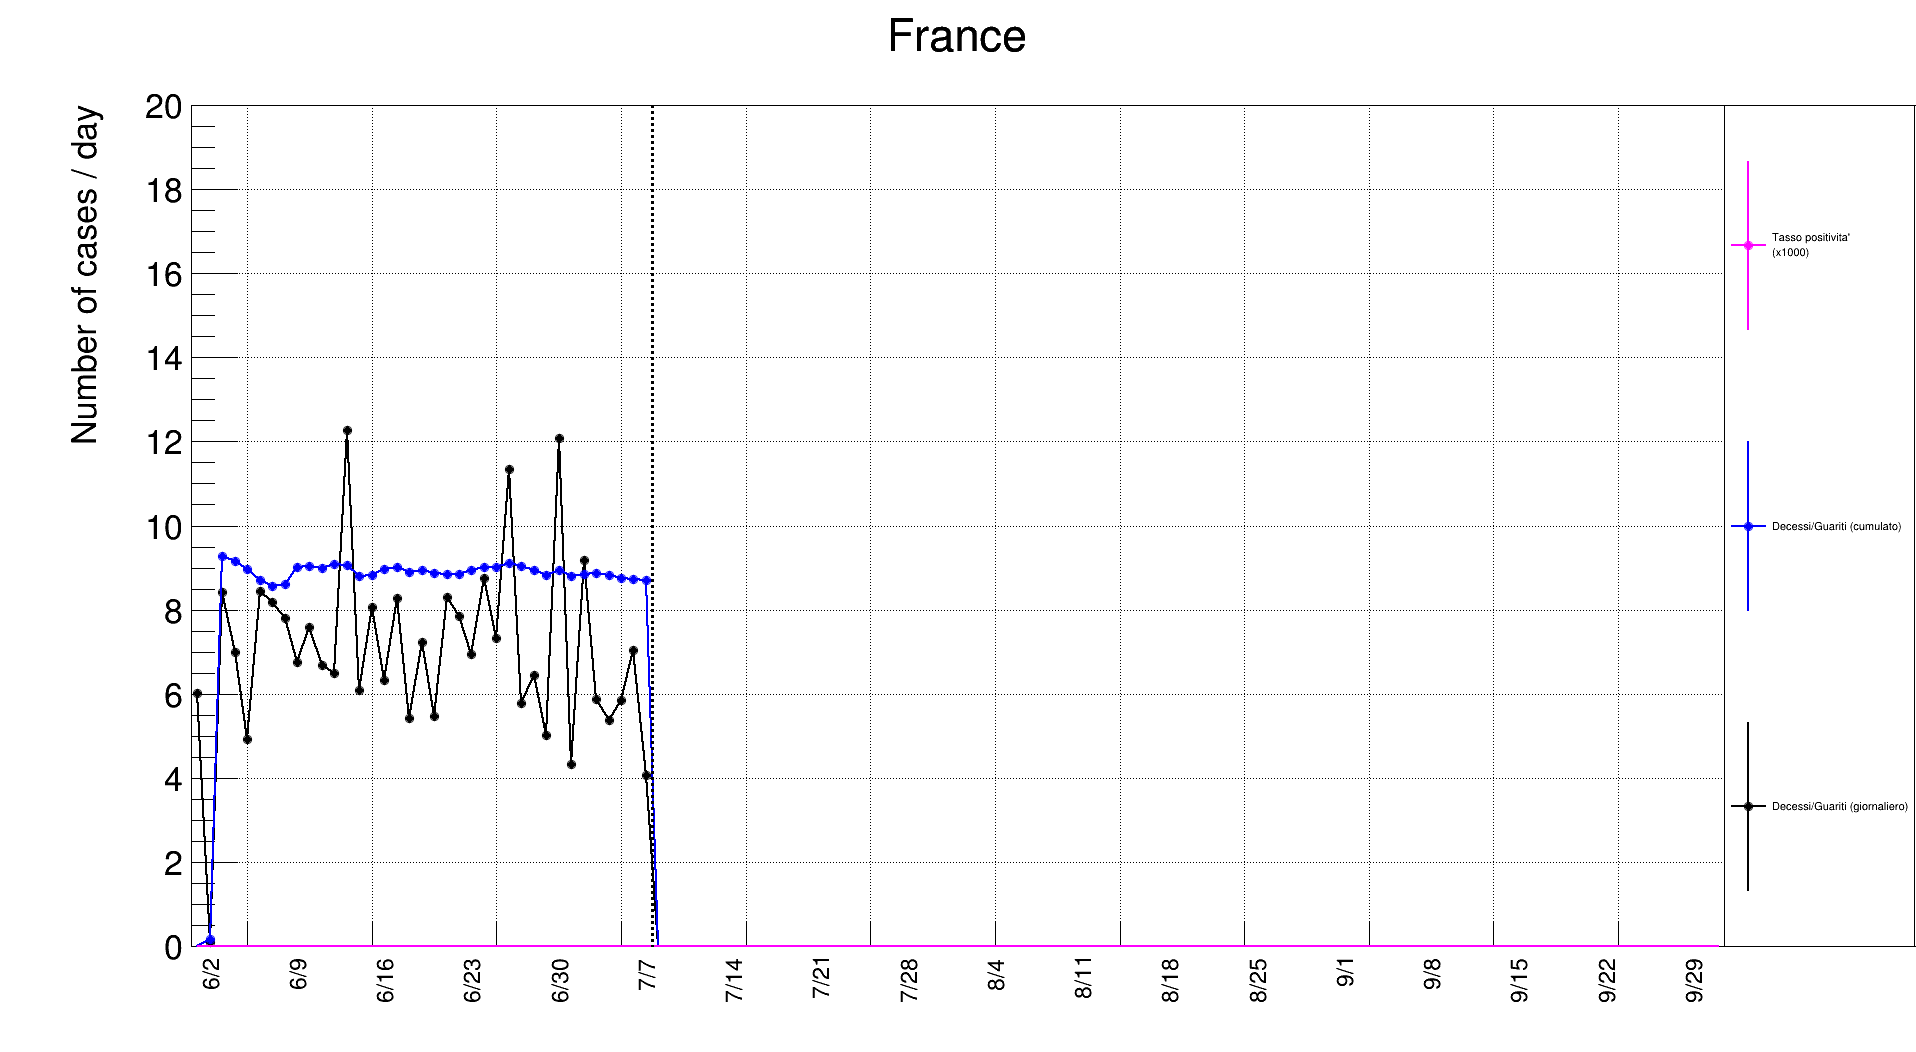 France
Number of cases / day
20
18
16
14
12
10
8
6
4
2
0
6/2 6/9 6/16 6/23 6/30 7/7 7/14 7/21 7/28 8/4 8/11 8/18 8/25 9/1 9/8 9/15 9/22 9/29
Tasso positivita'
(x1000)
Decessi/Guariti (cumulato)
Decessi/Guariti (giornaliero)